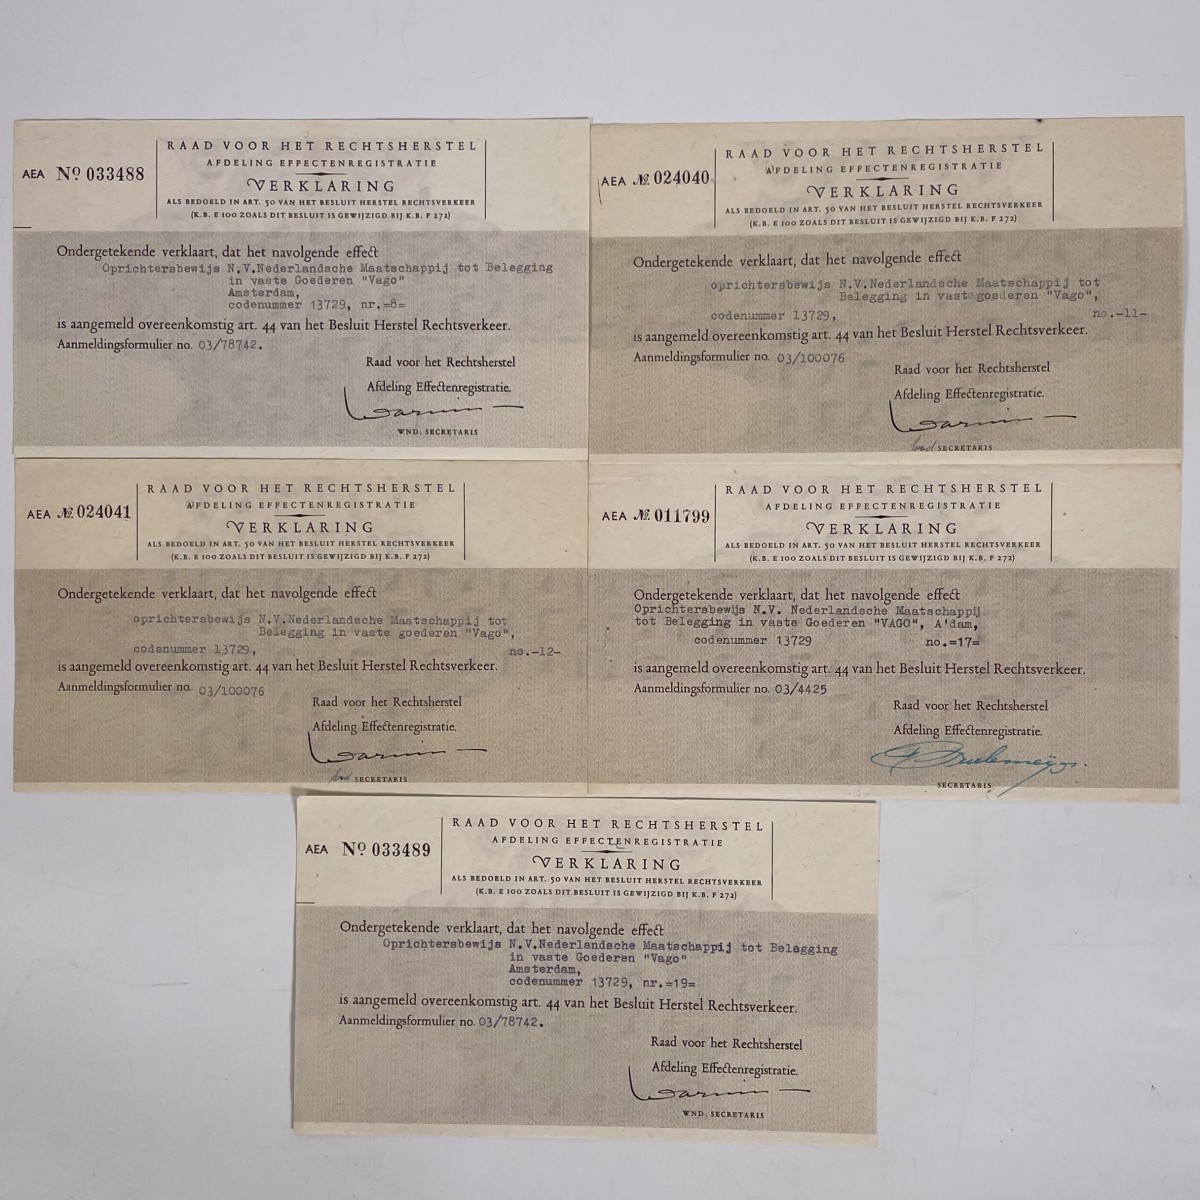 AEA Nº 033488
RAAD VOOR HET RECHTSHERSTEL
AFDELING EFFECTENREGISTRATIE
VERKLARING
ALS BEDOELD IN ART. 50 VAN HET BESLUIT HERSTEL RECHTSVERKEER
(K.B. E 100 ZOALS DIT BESLUIT IS GEWIJZIGD BIJ K.B. F 272)
Ondergetekende verklaart, dat het navolgende effect
Oprichtersbewijs N.V.Nederlandsche Maatschappij tot Belegging
in vaste Goederen "Vago"
Amsterdam,
codenummer 13729, nr.=8=
is aangemeld overeenkomstig art. 44 van het Besluit Herstel Rechtsverkeer.
Aanmeldingsformulier no. 03/78742.
Raad voor het Rechtsherstel
Afdeling Effectenregistratie.
WND. SECRETARIS
AEA № 024040
RAAD VOOR HET RECHTSHERSTEL
AFDELING EFFECTENREGISTRATIE
VERKLARING
ALS BEDOELD IN ART. 50 VAN HET BESLUIT HERSTEL RECHTSVERKEER
(K.B. E 100 ZOALS DIT BESLUIT IS GEWIJZIGD BIJ K.B. F 272)
Ondergetekende verklaart, dat het navolgende effect
oprichtersbewijs N.V.Nederlandsche Maatschappij tot
Belegging in vaste goederen "Vago",
codenummer 13729, no.-11-
is aangemeld overeenkomstig art. 44 van het Besluit Herstel Rechtsverkeer.
Aanmeldingsformulier no. 03/100076
Raad voor het Rechtsherstel
Afdeling Effectenregistratie.
wnd SECRETARIS
AEA № 024041
RAAD VOOR HET RECHTSHERSTEL
AFDELING EFFECTENREGISTRATIE
VERKLARING
ALS BEDOELD IN ART. 50 VAN HET BESLUIT HERSTEL RECHTSVERKEER
(K.B. E 100 ZOALS DIT BESLUIT IS GEWIJZIGD BIJ K.B. F 272)
Ondergetekende verklaart, dat het navolgende effect
oprichtersbewijs N.V.Nederlandsche Maatschappij tot
Belegging in vaste goederen "Vago",
codenummer 13729, no.-12-
is aangemeld overeenkomstig art. 44 van het Besluit Herstel Rechtsverkeer.
Aanmeldingsformulier no. 03/100076
Raad voor het Rechtsherstel
Afdeling Effectenregistratie.
wnd SECRETARIS
AEA № 011799
RAAD VOOR HET RECHTSHERSTEL
AFDELING EFFECTENREGISTRATIE
VERKLARING
ALS BEDOELD IN ART. 50 VAN HET BESLUIT HERSTEL RECHTSVERKEER
(K.B. E 100 ZOALS DIT BESLUIT IS GEWIJZIGD BIJ K.B. F 272)
Ondergetekende verklaart, dat het navolgende effect
Oprichtersbewijs N.V. Nederlandsche Maatschappij
tot Belegging in vaste Goederen "VAGO", A'dam,
codenummer 13729 no.=17=
is aangemeld overeenkomstig art. 44 van het Besluit Herstel Rechtsverkeer.
Aanmeldingsformulier no. 03/4425
Raad voor het Rechtsherstel
Afdeling Effectenregistratie.
SECRETARIS
AEA Nº 033489
RAAD VOOR HET RECHTSHERSTEL
AFDELING EFFECTENREGISTRATIE
VERKLARING
ALS BEDOELD IN ART. 50 VAN HET BESLUIT HERSTEL RECHTSVERKEER
(K.B. E 100 ZOALS DIT BESLUIT IS GEWIJZIGD BIJ K.B. F 272)
Ondergetekende verklaart, dat het navolgende effect
Oprichtersbewijs N.V.Nederlandsche Maatschappij tot Belegging
in vaste Goederen "Vago"
Amsterdam,
codenummer 13729, nr.=19=
is aangemeld overeenkomstig art. 44 van het Besluit Herstel Rechtsverkeer.
Aanmeldingsformulier no. 03/78742.
Raad voor het Rechtsherstel
Afdeling Effectenregistratie.
WND. SECRETARIS